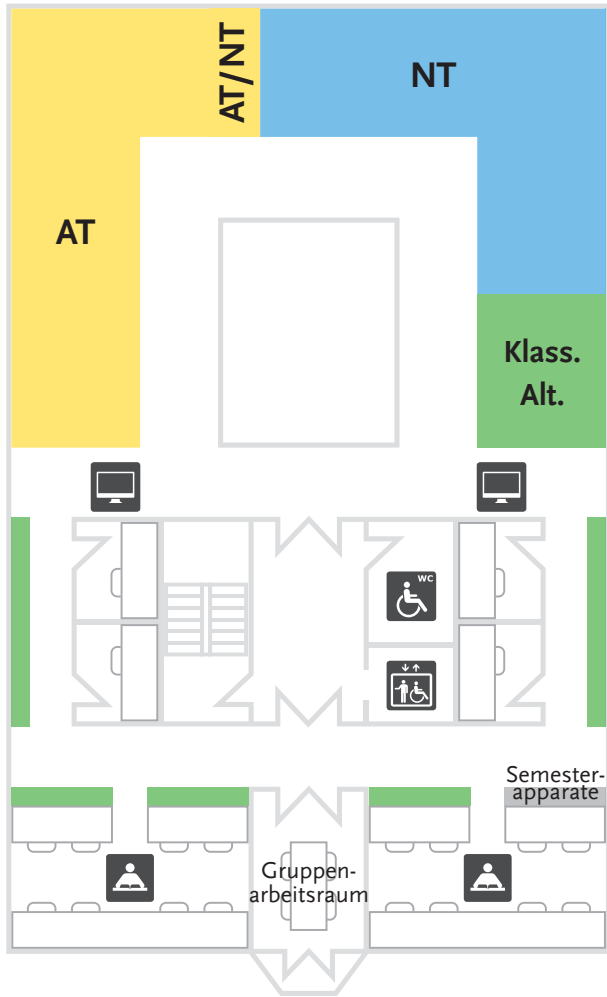 AT/NT
NT
AT
Klass.
Alt.
WC
Semester-
apparate
Gruppen-
arbeitsraum